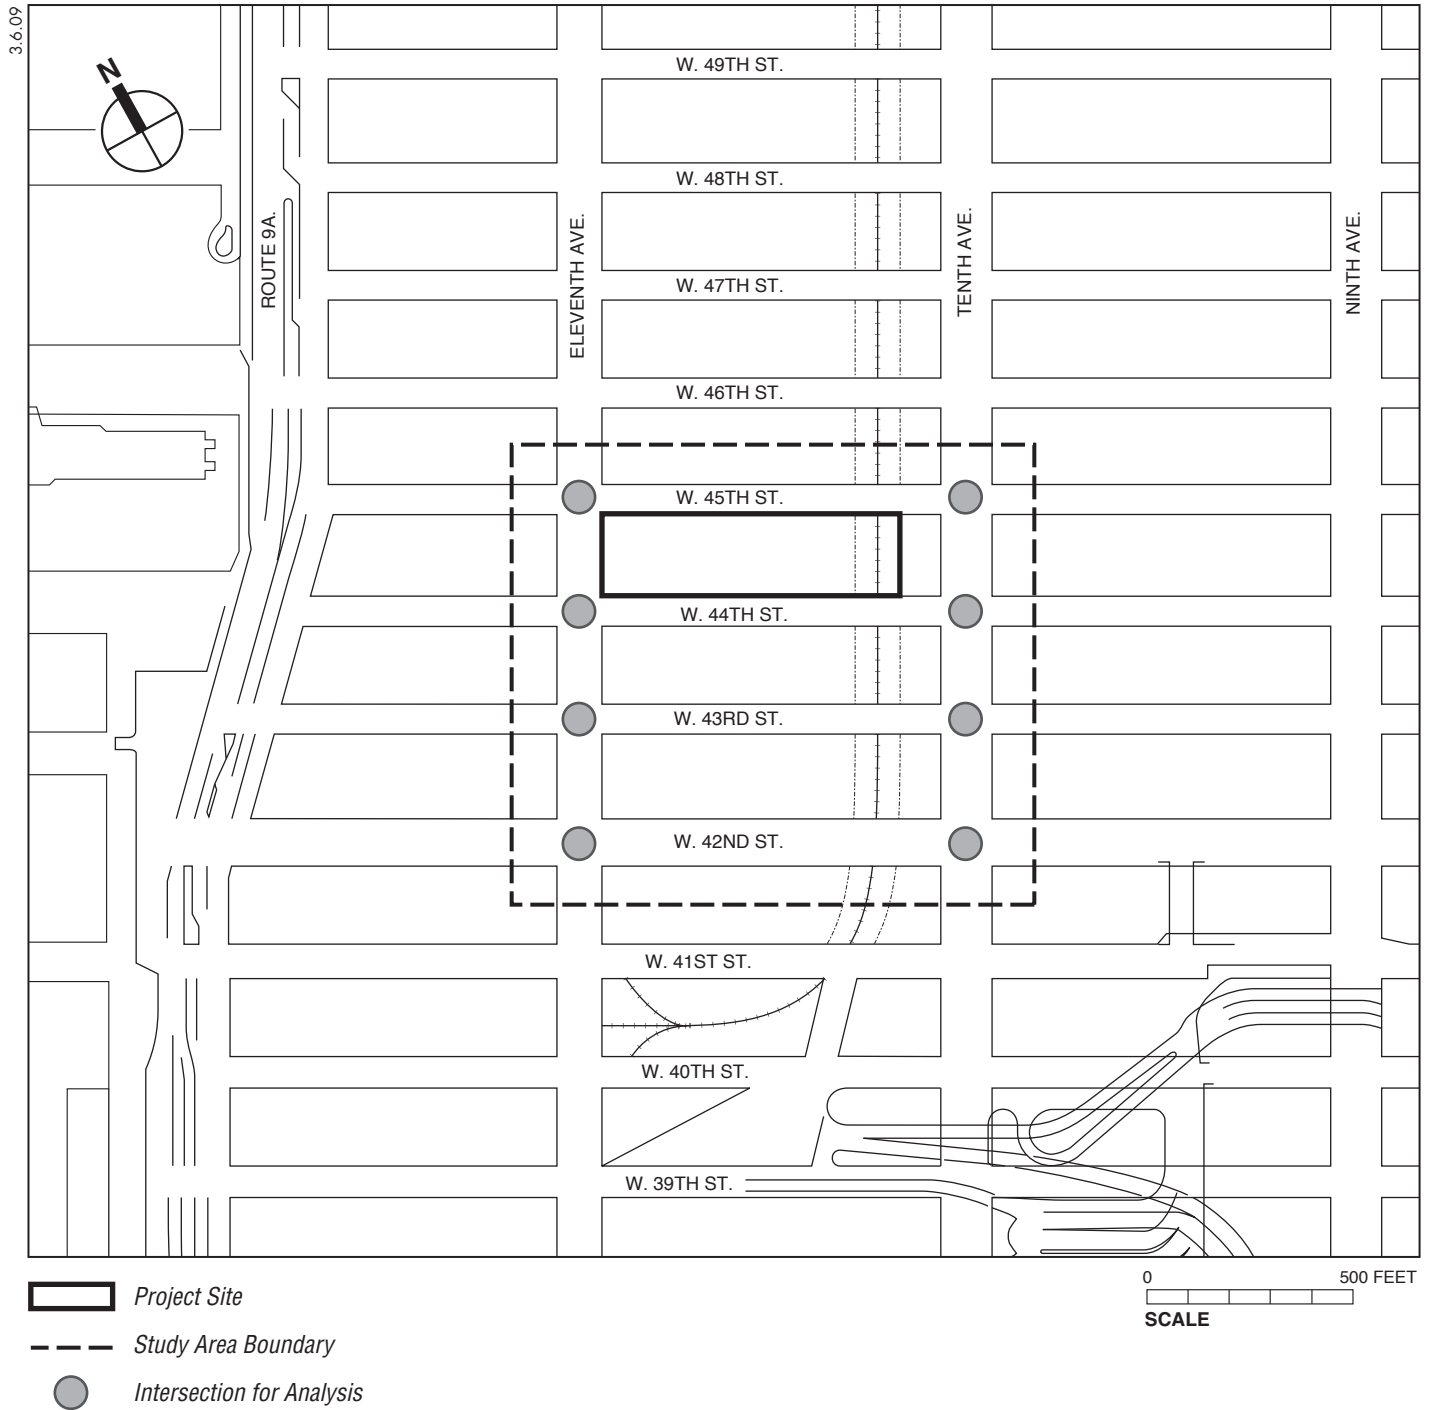 3.6.09
N
W. 49TH ST.
W. 48TH ST.
ROUTE 9A.
ELEVENTH AVE.
TENTH AVE.
NINTH AVE.
W. 47TH ST.
W. 46TH ST.
W. 45TH ST.
W. 44TH ST.
W. 43RD ST.
W. 42ND ST.
W. 41ST ST.
W. 40TH ST.
W. 39TH ST.
0 500 FEET
SCALE
Project Site
Study Area Boundary
Intersection for Analysis